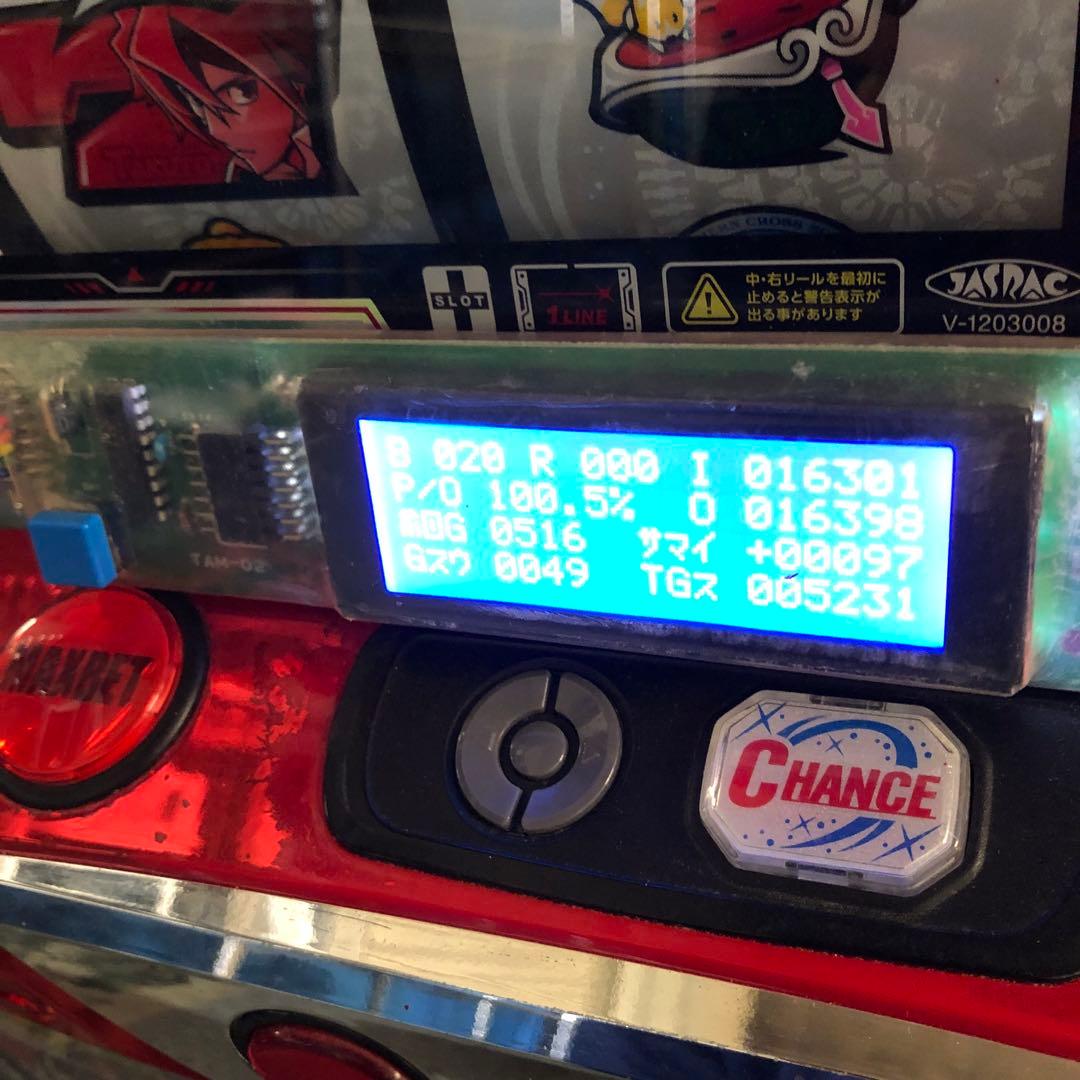 SLOT
1LINE
中・右リールを最初に
止めると警告表示が
出る事があります
JASRAC
V-1203008
B 020 R 000 I 016301
P/O 100.5% O 016398
G 0516 サマイ +00097
Gスウ 0049 TGス 005231
TAM-02
MAXBET
CHANCE